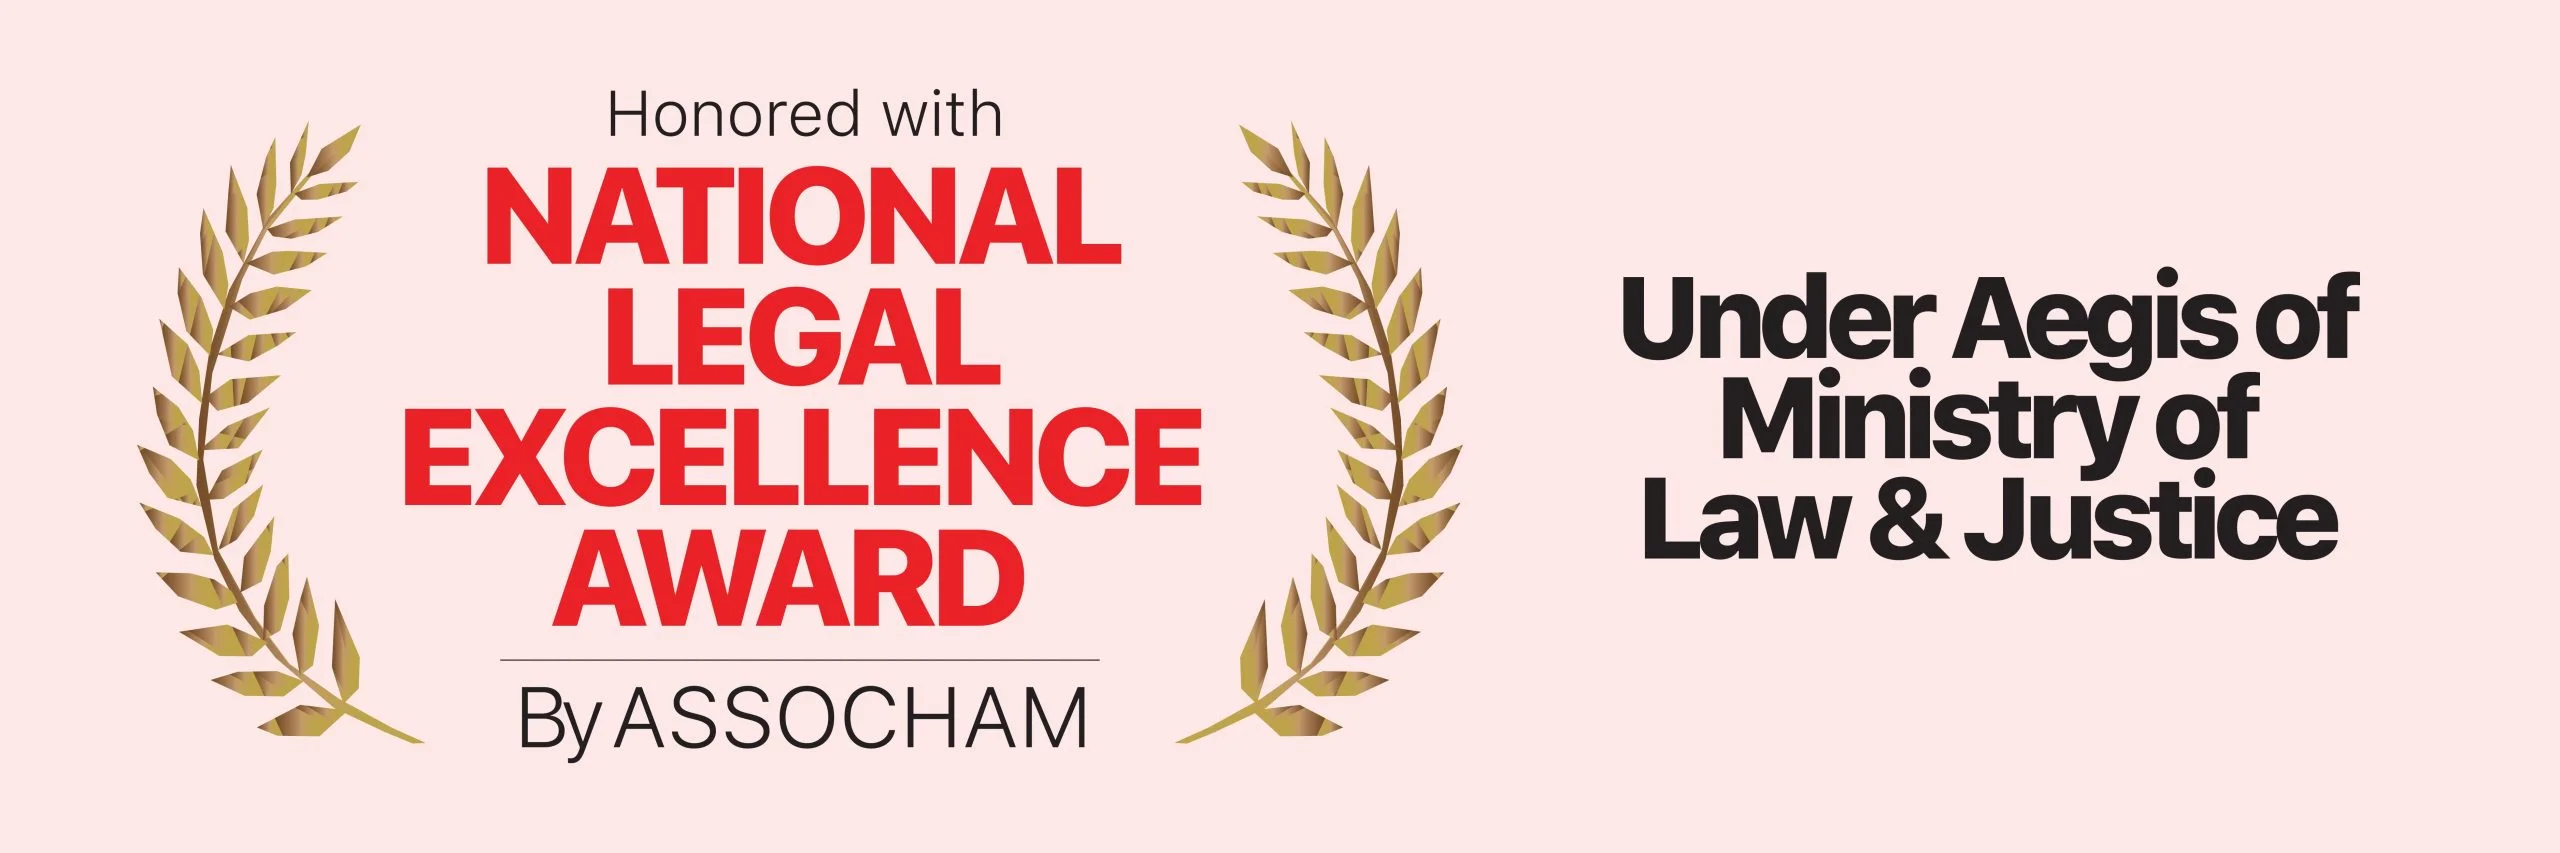 Honored with
NATIONAL
LEGAL
EXCELLENCE
AWARD
By ASSOCHAM
Under Aegis of
Ministry of
Law & Justice